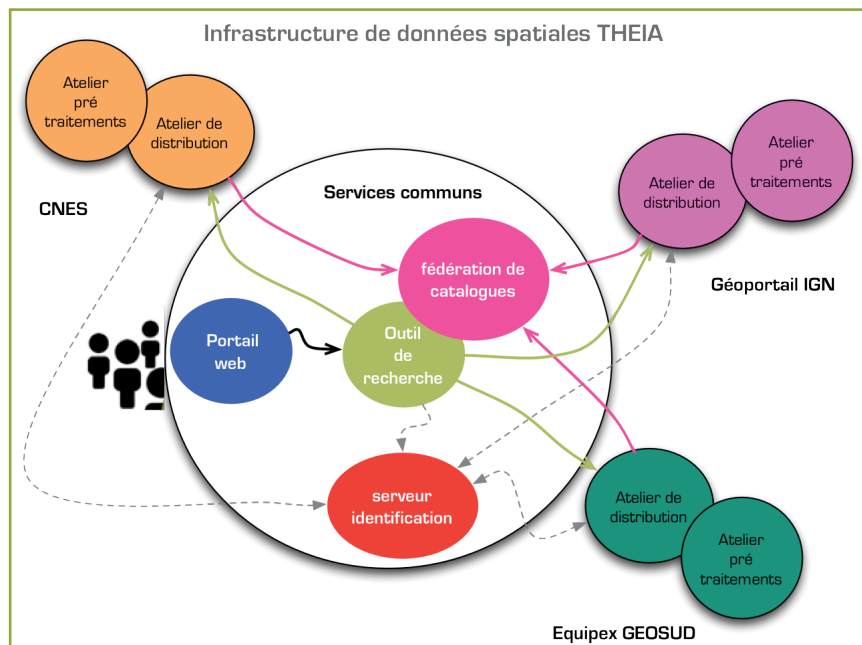 Infrastructure de données spatiales THEIA
Atelier
pré
traitements
Atelier de
distribution
CNES
Services communs
fédération de
catalogues
Portail
web
Outil
de
recherche
serveur
identification
Atelier de
distribution
Atelier
pré
traitements
Géoportail IGN
Atelier de
distribution
Atelier
pré
traitements
Equipex GEOSUD